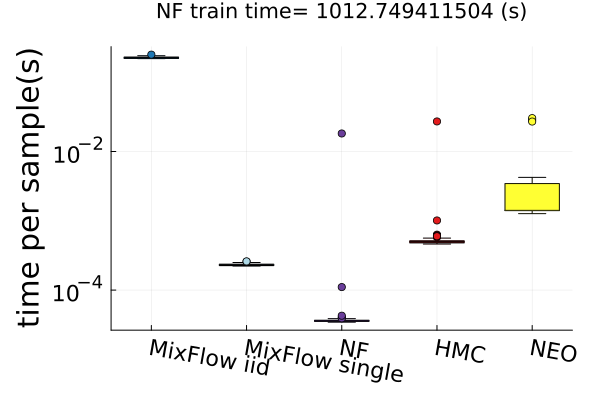 NF train time= 1012.749411504 (s)
time per sample(s)
10⁻²
10⁻⁴
MixFlow iid
MixFlow single
NF
HMC
NEO